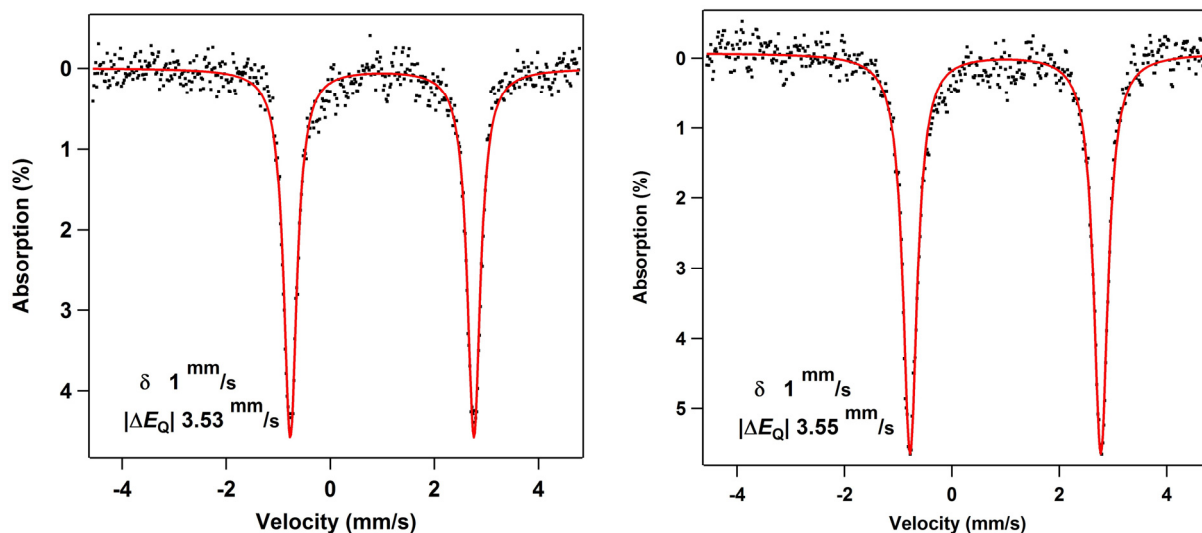 0
1
2
3
4
Absorption (%)
δ 1 mm/s
|ΔEQ| 3.53 mm/s
-4 -2 0 2 4
Velocity (mm/s)
0
1
2
3
4
5
Absorption (%)
δ 1 mm/s
|ΔEQ| 3.55 mm/s
-4 -2 0 2 4
Velocity (mm/s)